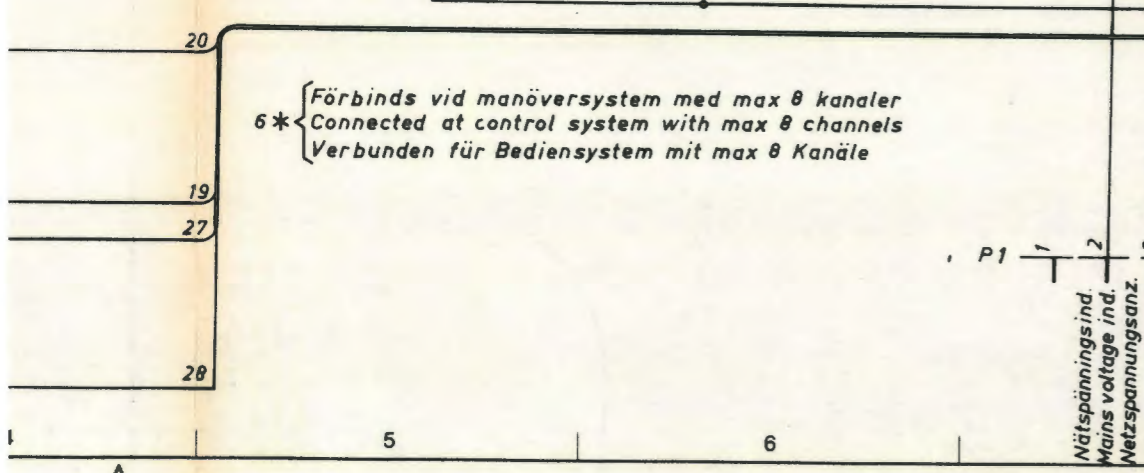 20
Förbinds vid manöversystem med max 8 kanaler
6* Connected at control system with max 8 channels
Verbunden für Bediensystem mit max 8 Kanäle
19
27
P1 1 2
28
Nätspänningsind.
Mains voltage ind.
Netzspannungsanz.
5 6